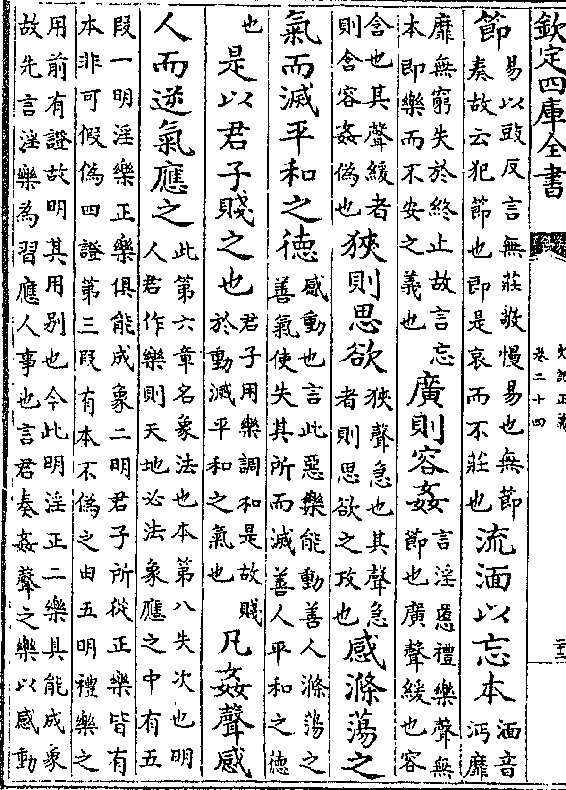 欽定四庫全書
史記正義
卷二十四
節易以豉反言無莊敬慢易也無節奏故云犯節也即是哀而不莊也流湎以忘本湎音沔靡
靡無窮失於終止故言忘本即樂而不安之義也廣則容姦言淫慝禮樂聲無節也廣聲緩也容
含也其聲緩者則含容姦偽也狹則思欲狹聲急也其聲急者則思欲之攻也感滌蕩之
氣而滅平和之德感動也言此惡樂能動善人滌蕩之善氣使失其所而滅善人平和之德
也是以君子賤之也君子用樂調和是故賤於動滅平和之氣也凡姦聲感
人而逆氣應之此第六章名象法也本第八失次也明人君作樂則天地必法象應之中有五
段一明淫樂正樂俱能成象二明君子所從正樂皆有本非可假偽四證第三段有本不偽之由五明禮樂之
用前有證故明其用别也今此明淫正二樂具能成象故先言淫樂為習應人事也言君奏姦聲之樂以感動